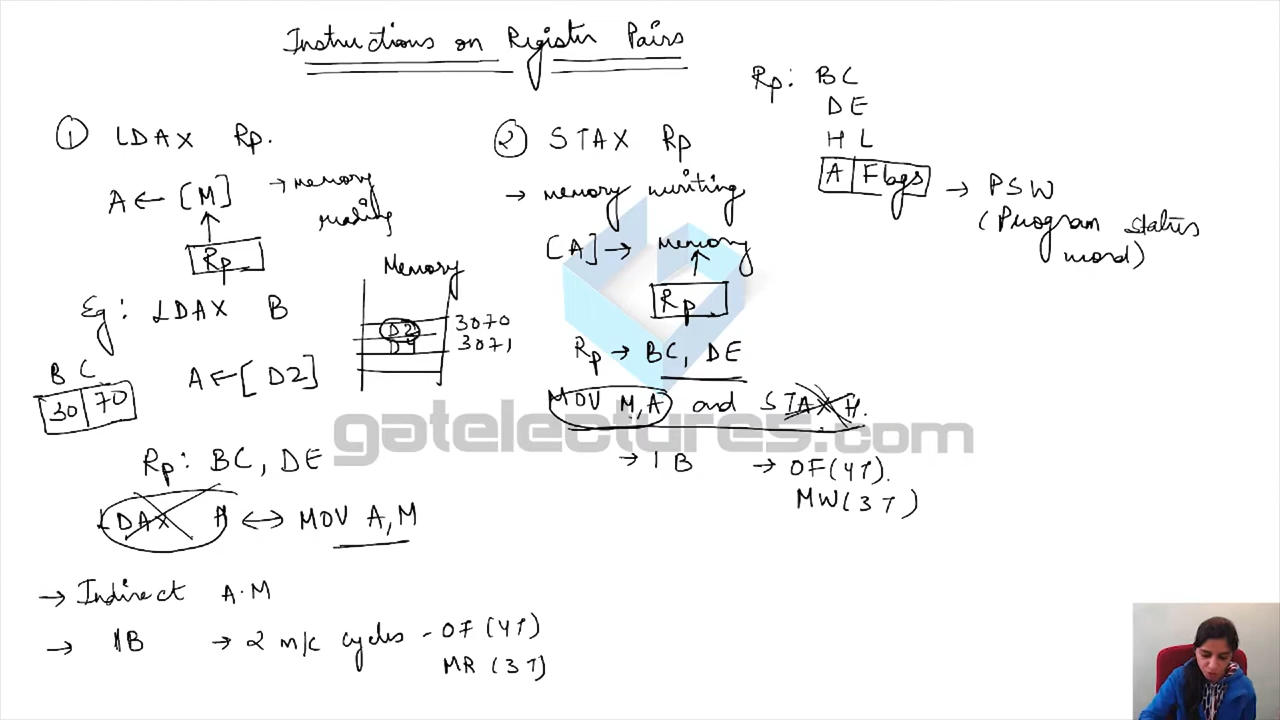 Instructions on Register Pairs
Rp: BC
DE
HL
A Flags → PSW
(Program status word)
① LDAX Rp.
A ← [M] → memory reading
Rp
Eg: LDAX B
Memory
D2 3070
3071
B C
30 70
A ← [D2]
Rp: BC, DE
LDAX H ↔ MOV A,M
→ Indirect A.M
→ 1B → 2 m/c cycles - OF (4T)
MR (3T)
② STAX Rp
→ memory writing
[A] → memory
Rp
Rp → BC, DE
MOV M,A and STAX H.
→ 1B → OF(4T).
MW(3T)
gatelectures.com